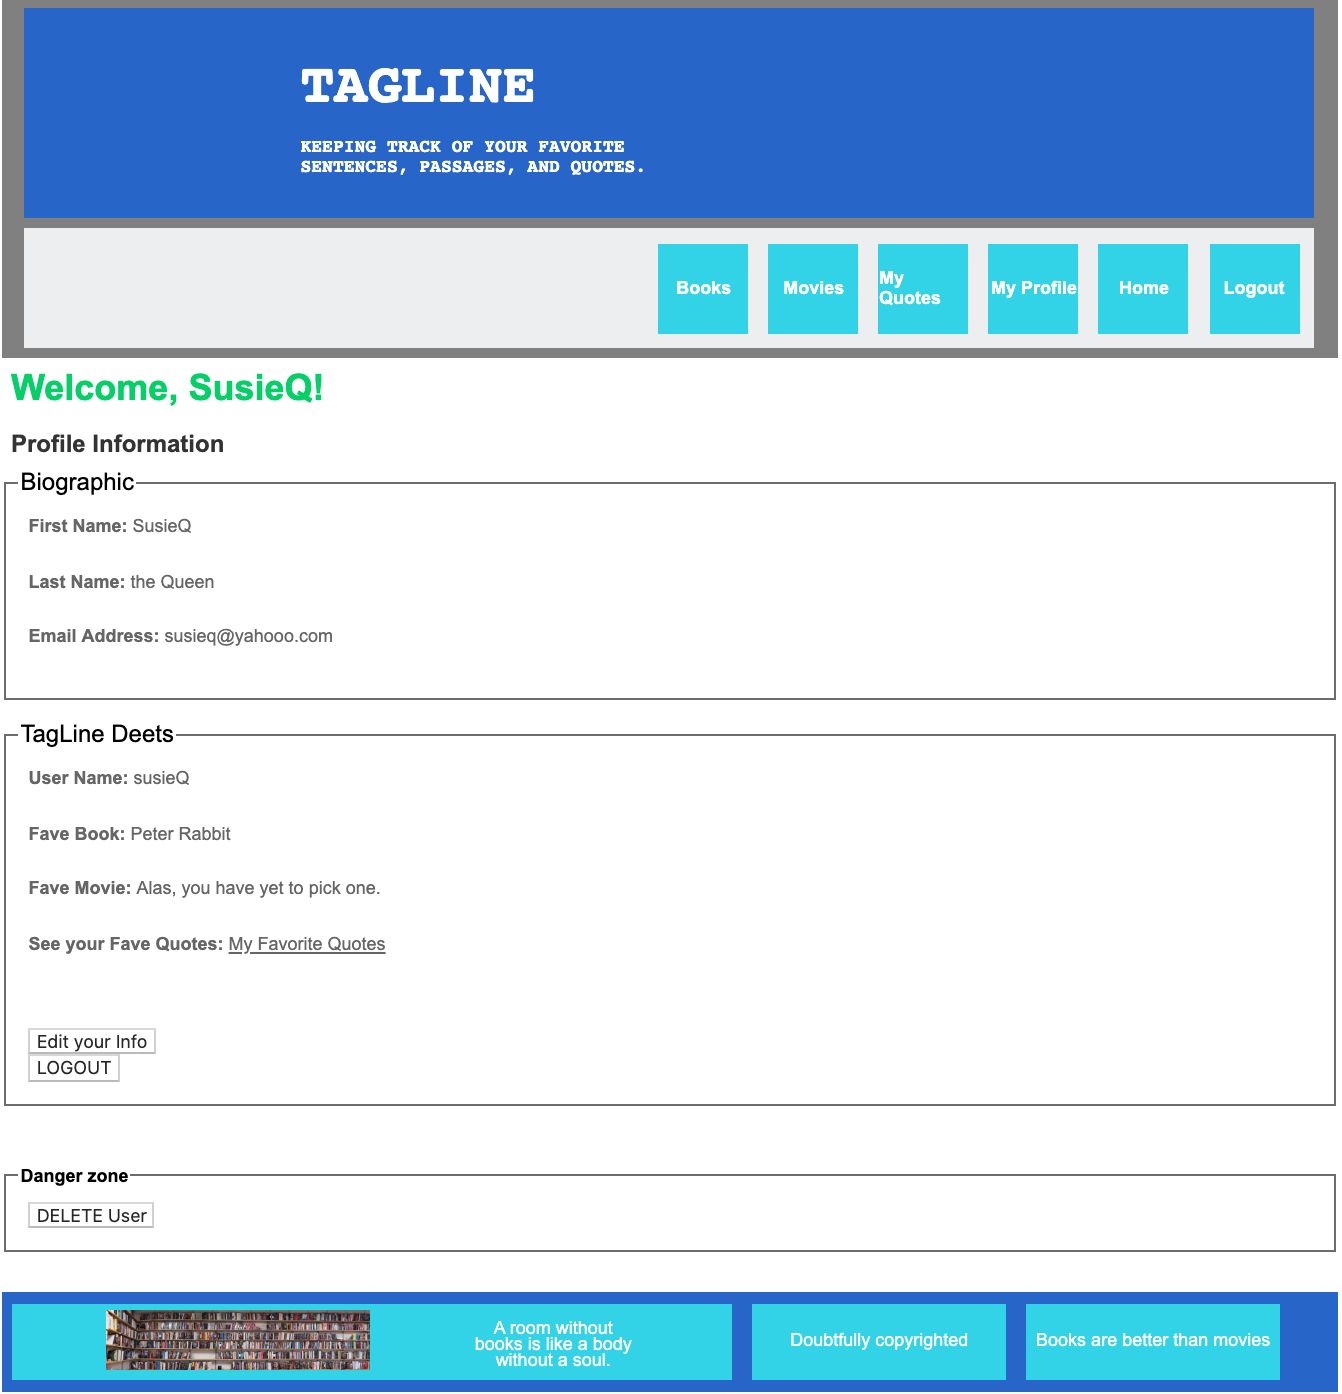 TAGLINE
KEEPING TRACK OF YOUR FAVORITE
SENTENCES, PASSAGES, AND QUOTES.
Books
Movies
My
Quotes
My Profile
Home
Logout
Welcome, SusieQ!
Profile Information
Biographic
First Name: SusieQ
Last Name: the Queen
Email Address: susieq@yahooo.com
TagLine Deets
User Name: susieQ
Fave Book: Peter Rabbit
Fave Movie: Alas, you have yet to pick one.
See your Fave Quotes: My Favorite Quotes
Edit your Info
LOGOUT
Danger zone
DELETE User
A room without
books is like a body
without a soul.
Doubtfully copyrighted
Books are better than movies